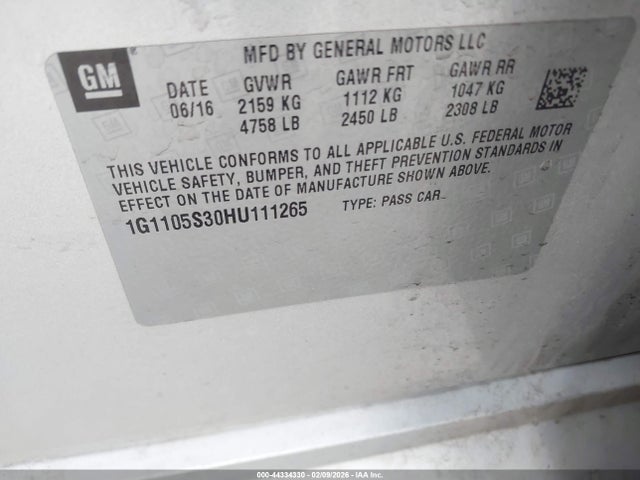 GM
MFD BY GENERAL MOTORS LLC
DATE GVWR GAWR FRT GAWR RR
06/16 2159 KG 1112 KG 1047 KG
4758 LB 2450 LB 2308 LB
THIS VEHICLE CONFORMS TO ALL APPLICABLE U.S. FEDERAL MOTOR
VEHICLE SAFETY, BUMPER, AND THEFT PREVENTION STANDARDS IN
EFFECT ON THE DATE OF MANUFACTURE SHOWN ABOVE.
1G1105S30HU111265 TYPE: PASS CAR
000-44334330 - 02/09/2026 - IAA Inc.